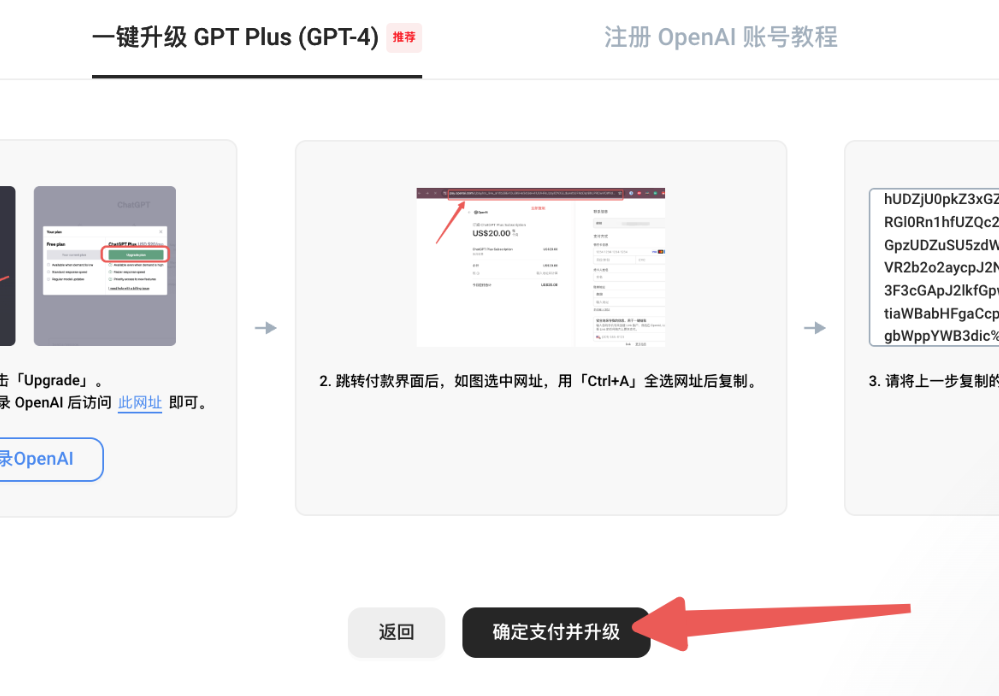 一键升级 GPT Plus (GPT-4) 推荐
注册 OpenAI 账号教程
ChatGPT
Your plan
Free plan
ChatGPT Plus
Upgrade plan
击「Upgrade」。
录 OpenAI 后访问 此网址 即可。
录OpenAI
US$20.00
2. 跳转付款界面后，如图选中网址，用「Ctrl+A」全选网址后复制。
hUDZjU0pkZ3xGZ
RGl0Rn1hfUZQc2
GpzUDZuSU5zdW
VR2b2o2aycpJ2N
3F3cGApJ2lkfGpv
tiaWBabHFgaCcp
gbWppYWB3dic%
3. 请将上一步复制的
返回
确定支付并升级